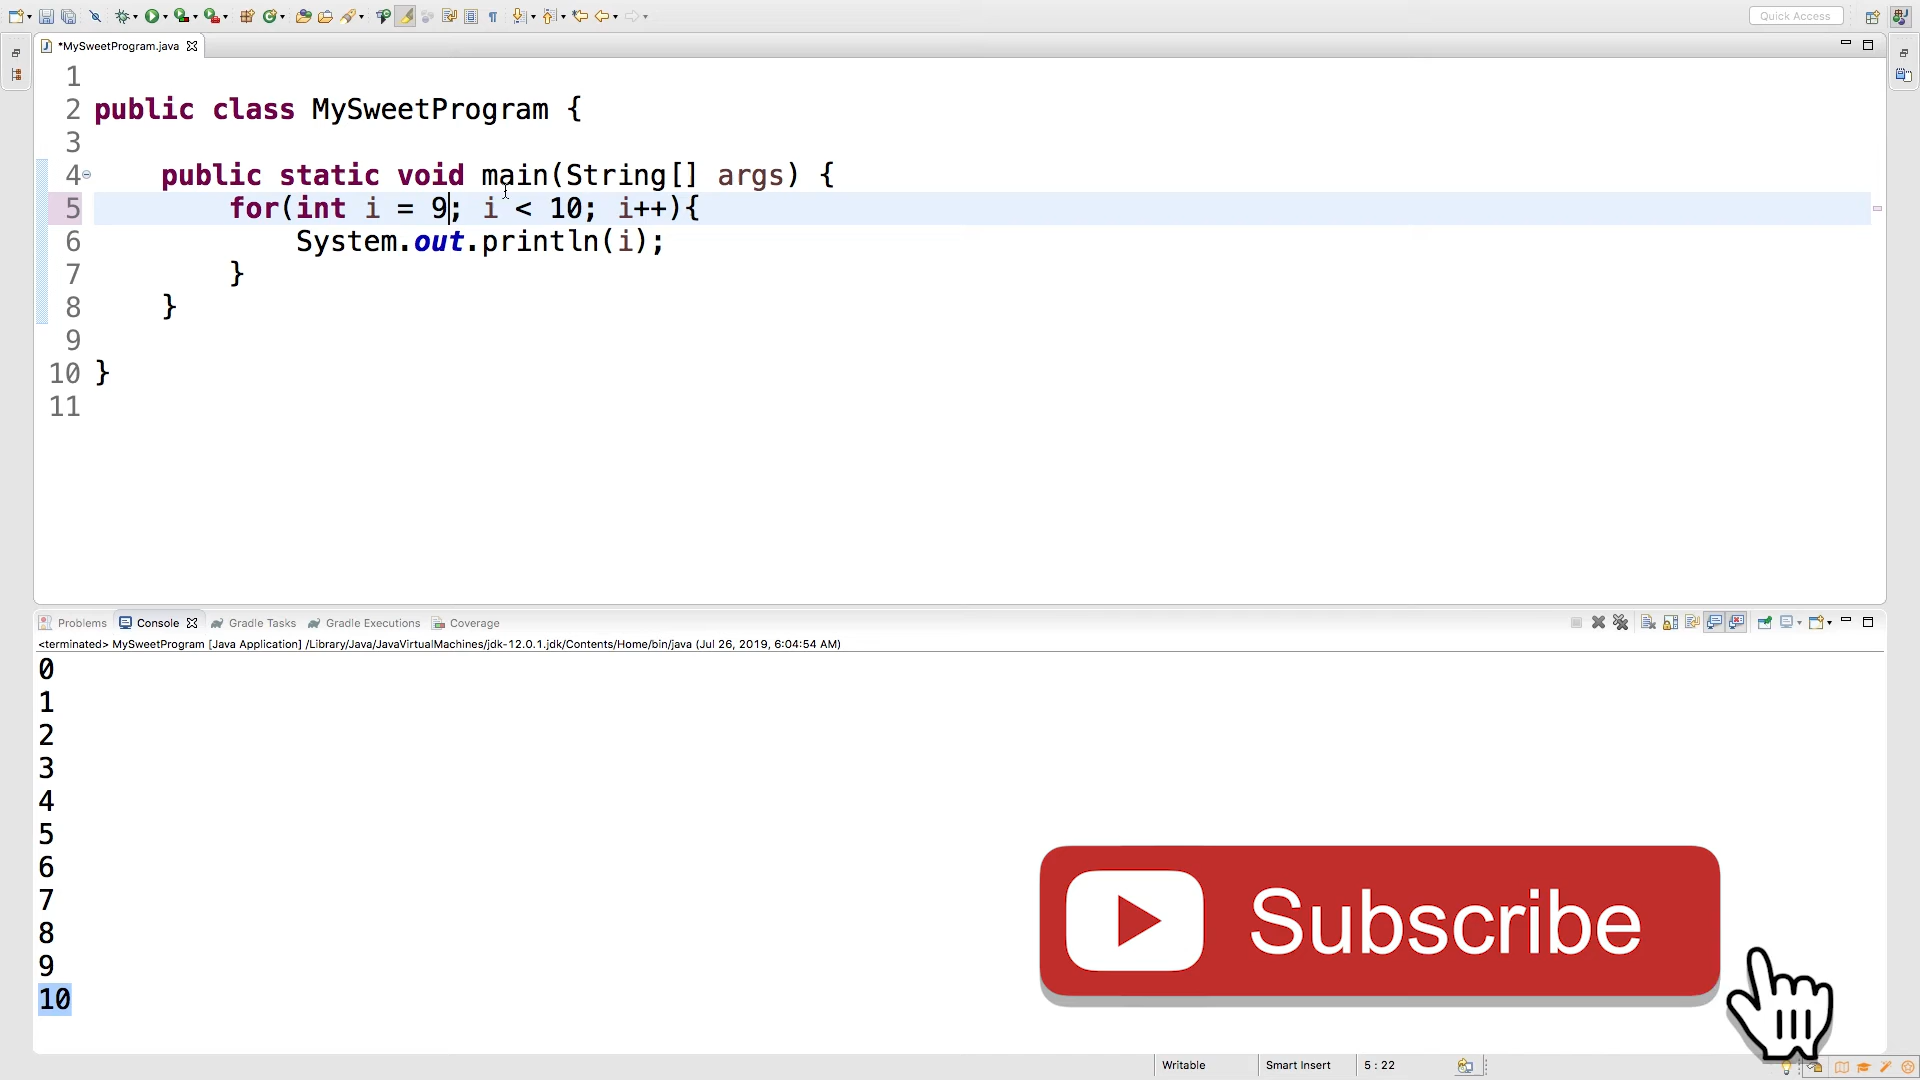 Quick Access
*MySweetProgram.java
1
2 public class MySweetProgram {
3
4 public static void main(String[] args) {
5 for(int i = 9; i < 10; i++){
6 System.out.println(i);
7 }
8 }
9
10 }
11
Problems Console Gradle Tasks Gradle Executions Coverage
<terminated> MySweetProgram [Java Application] /Library/Java/JavaVirtualMachines/jdk-12.0.1.jdk/Contents/Home/bin/java (Jul 26, 2019, 6:04:54 AM)
0
1
2
3
4
5
6
7
8
9
10
Subscribe
Writable Smart Insert 5 : 22